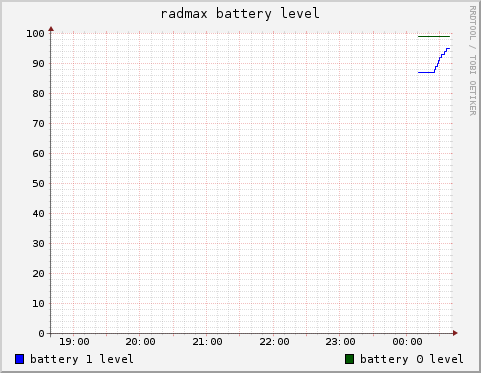 radmax battery level
RRDTOOL / TOBI OETIKER
100
90
80
70
60
50
40
30
20
10
0
19:00 20:00 21:00 22:00 23:00 00:00
battery 1 level battery 0 level